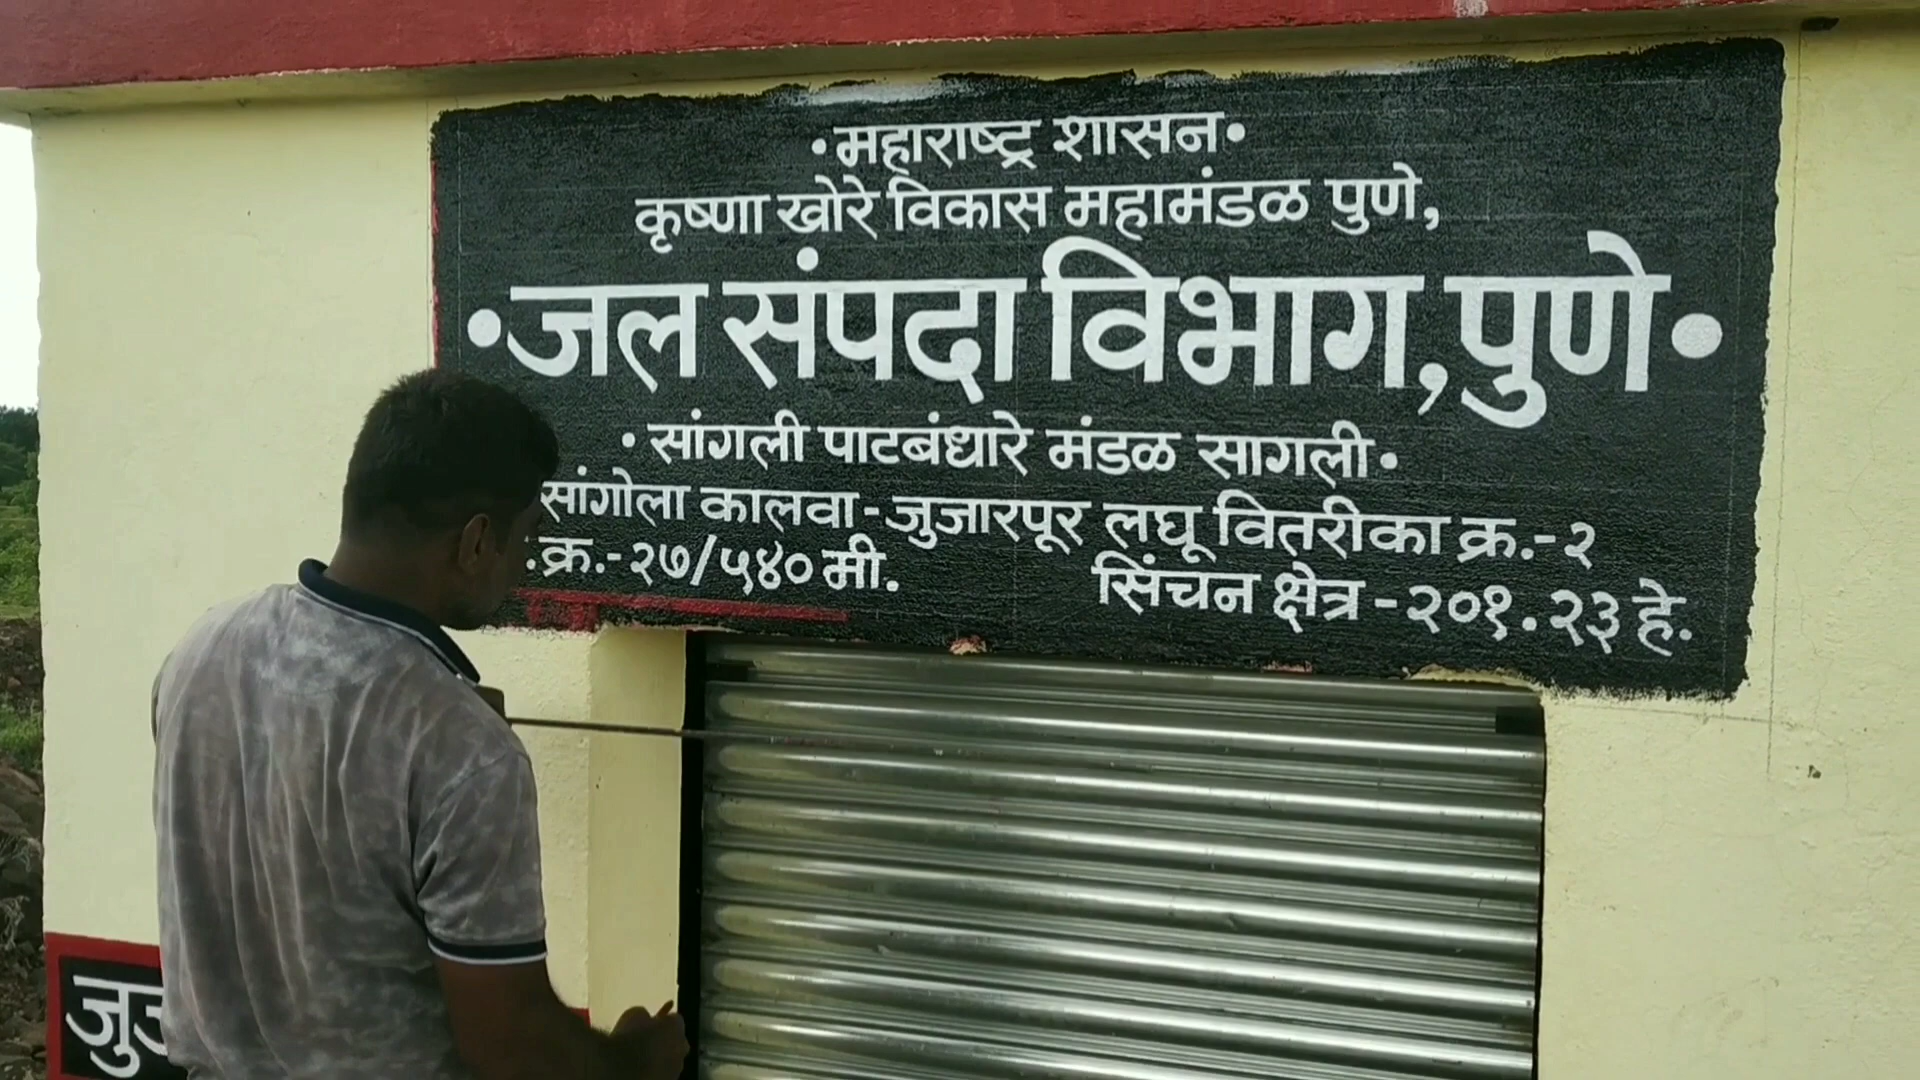 •महाराष्ट्र शासन•
कृष्णा खोरे विकास महामंडळ पुणे,
•जल संपदा विभाग, पुणे•
•सांगली पाटबंधारे मंडळ सागली•
सांगोला कालवा-जुजारपूर लघू वितरीका क्र.-२
.क्र.-२७/५४० मी. सिंचन क्षेत्र -२०१.२३ हे.